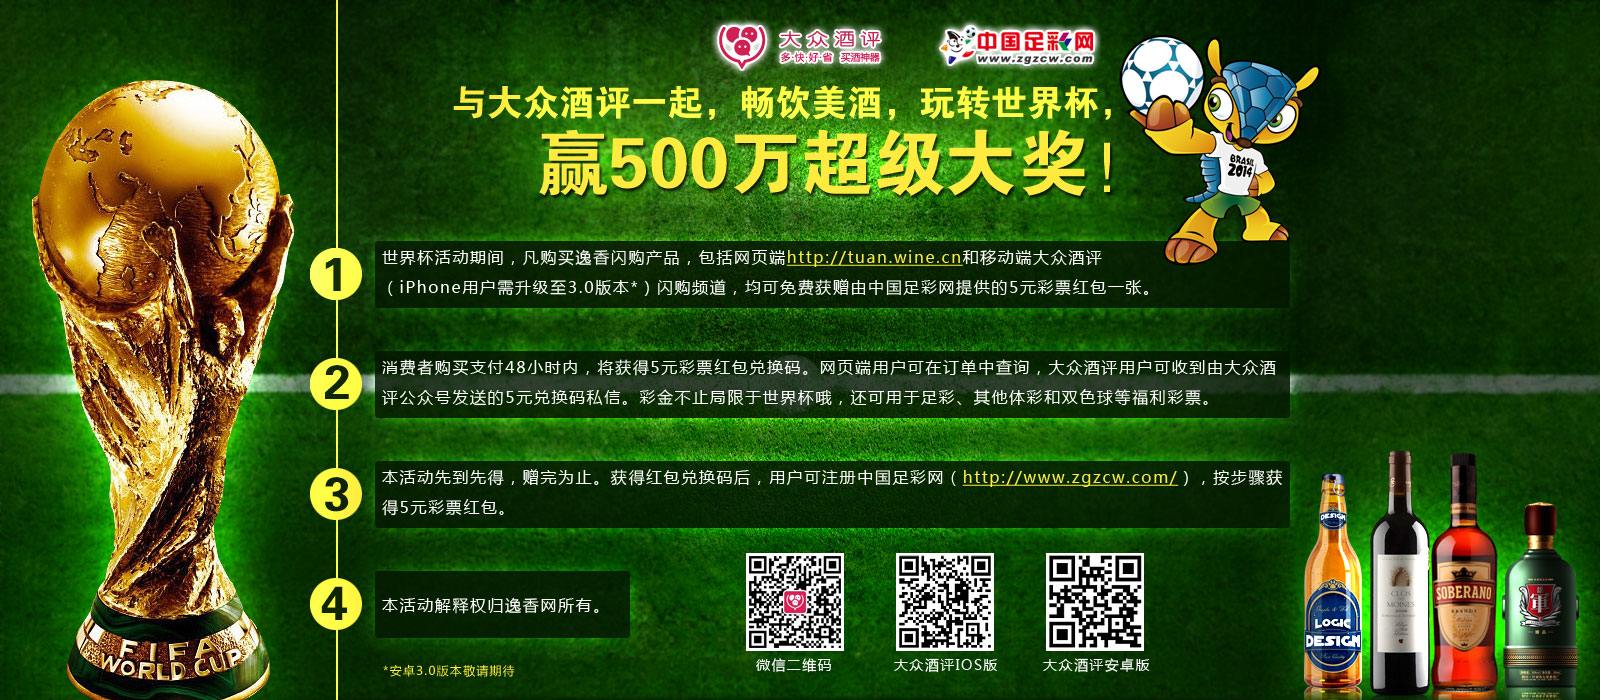 大众酒评
多·快·好·省 买酒神器
中国足彩网
www.zgzcw.com
与大众酒评一起，畅饮美酒，玩转世界杯，
赢500万超级大奖！
BRASIL
2014
1
世界杯活动期间，凡购买逸香闪购产品，包括网页端http://tuan.wine.cn和移动端大众酒评
（iPhone用户需升级至3.0版本*）闪购频道，均可免费获赠由中国足彩网提供的5元彩票红包一张。
2
消费者购买支付48小时内，将获得5元彩票红包兑换码。网页端用户可在订单中查询，大众酒评用户可收到由大众酒
评公众号发送的5元兑换码私信。彩金不止局限于世界杯哦，还可用于足彩、其他体彩和双色球等福利彩票。
3
本活动先到先得，赠完为止。获得红包兑换码后，用户可注册中国足彩网（http://www.zgzcw.com/），按步骤获
得5元彩票红包。
4
本活动解释权归逸香网所有。
*安卓3.0版本敬请期待
微信二维码
大众酒评IOS版
大众酒评安卓版
FIFA
WORLD CUP
DESIGN
LOGIC
DESIGN
CLOS
MOINES
SOBERANO
軍